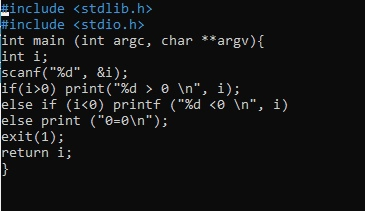 #include <stdlib.h>
#include <stdio.h>
int main (int argc, char **argv){
int i;
scanf("%d", &i);
if(i>0) print("%d > 0 \n", i);
else if (i<0) printf ("%d <0 \n", i)
else print ("0=0\n");
exit(1);
return i;
}